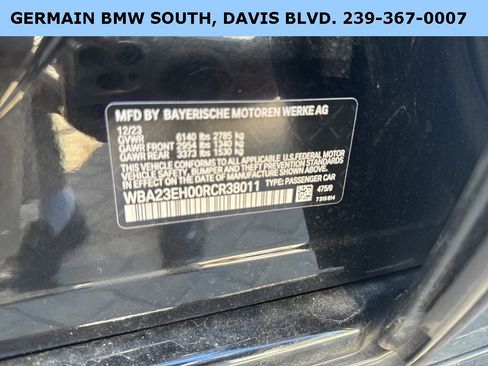 GERMAIN BMW SOUTH, DAVIS BLVD. 239-367-0007
MFD BY BAYERISCHE MOTOREN WERKE AG
12/23
GVWR 6140 lbs 2785 kg
GAWR FRONT 2954 lbs 1340 kg
GAWR REAR 3373 lbs 1530 kg
THIS VEHICLE CONFORMS TO ALL APPLICABLE U.S. FEDERAL MOTOR
VEHICLE SAFETY, BUMPER, AND THEFT PREVENTION STANDARDS
IN EFFECT ON THE DATE OF MANUFACTURE SHOWN ABOVE.
WBA23EH00RCR38011 TYPE: PASSENGER CAR
475/9